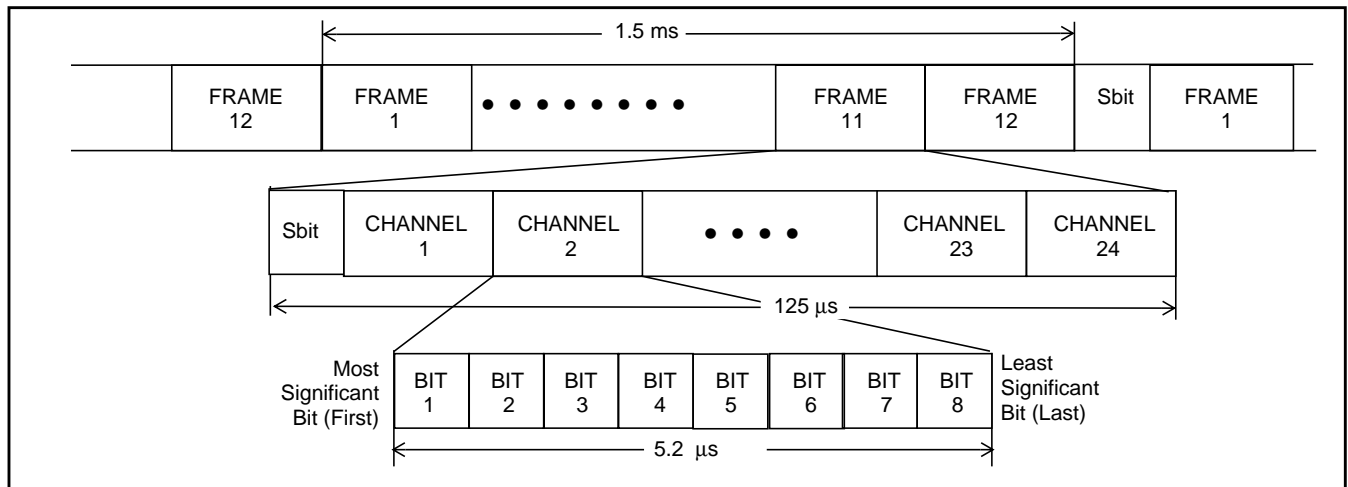 1.5 ms
FRAME
12
FRAME
1
FRAME
11
FRAME
12
Sbit
FRAME
1
Sbit
CHANNEL
1
CHANNEL
2
CHANNEL
23
CHANNEL
24
125 μs
Most
Significant
Bit (First)
BIT
1
BIT
2
BIT
3
BIT
4
BIT
5
BIT
6
BIT
7
BIT
8
Least
Significant
Bit (Last)
5.2 μs